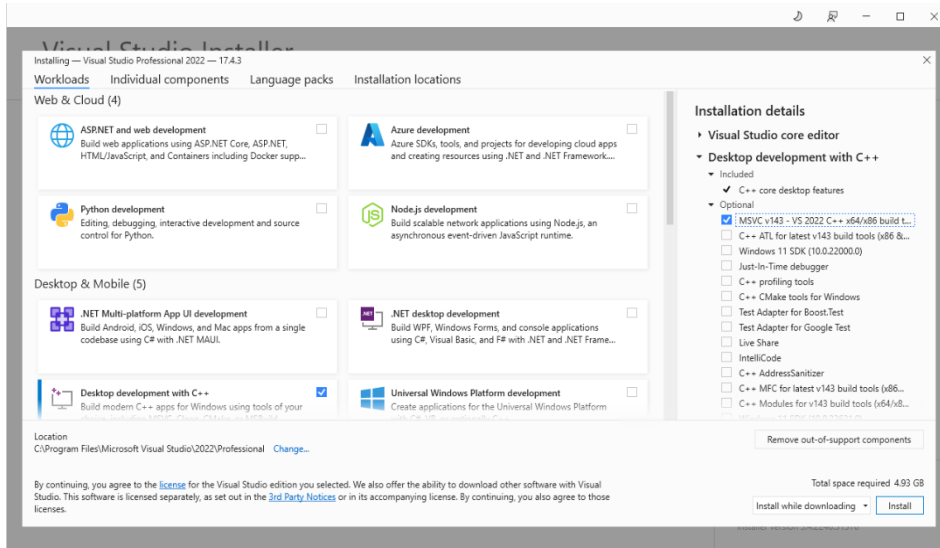 Visual Studio Installer
Installing — Visual Studio Professional 2022 — 17.4.3
Workloads Individual components Language packs Installation locations
Web & Cloud (4)
ASP.NET and web development
Build web applications using ASP.NET Core, ASP.NET,
HTML/JavaScript, and Containers including Docker supp...
Azure development
Azure SDKs, tools, and projects for developing cloud apps
and creating resources using .NET and .NET Framework....
Python development
Editing, debugging, interactive development and source
control for Python.
Node.js development
Build scalable network applications using Node.js, an
asynchronous event-driven JavaScript runtime.
Desktop & Mobile (5)
.NET Multi-platform App UI development
Build Android, iOS, Windows, and Mac apps from a single
codebase using C# with .NET MAUI.
.NET desktop development
Build WPF, Windows Forms, and console applications
using C#, Visual Basic, and F# with .NET and .NET Frame...
Desktop development with C++
Build modern C++ apps for Windows using tools of your
Universal Windows Platform development
Create applications for the Universal Windows Platform
Installation details
Visual Studio core editor
Desktop development with C++
Included
C++ core desktop features
Optional
MSVC v143 - VS 2022 C++ x64/x86 build t...
C++ ATL for latest v143 build tools (x86 &...
Windows 11 SDK (10.0.22000.0)
Just-In-Time debugger
C++ profiling tools
C++ CMake tools for Windows
Test Adapter for Boost.Test
Test Adapter for Google Test
Live Share
IntelliCode
C++ AddressSanitizer
C++ MFC for latest v143 build tools (x86...
C++ Modules for v143 build tools (x64/x8...
Location
C:\Program Files\Microsoft Visual Studio\2022\Professional Change...
Remove out-of-support components
By continuing, you agree to the license for the Visual Studio edition you selected. We also offer the ability to download other software with Visual
Studio. This software is licensed separately, as set out in the 3rd Party Notices or in its accompanying license. By continuing, you also agree to those
licenses.
Total space required 4.93 GB
Install while downloading Install